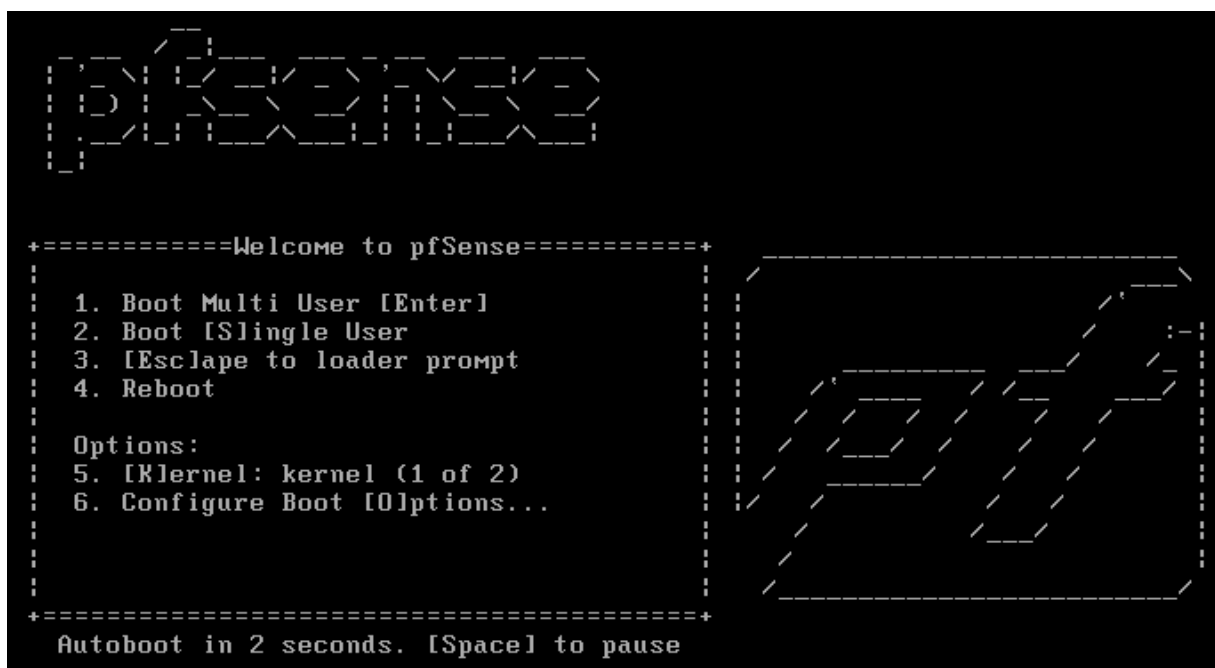 pfsense
Welcome to pfSense
1. Boot Multi User [Enter]
2. Boot [S]ingle User
3. [Esc]ape to loader prompt
4. Reboot
Options:
5. [K]ernel: kernel (1 of 2)
6. Configure Boot [O]ptions...
Autoboot in 2 seconds. [Space] to pause
pf